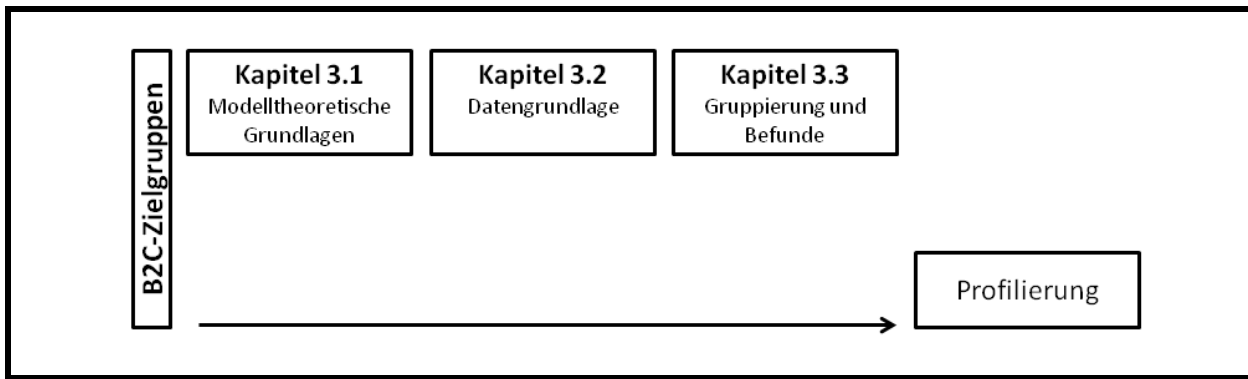 B2C-Zielgruppen
Kapitel 3.1
Modelltheoretische
Grundlagen
Kapitel 3.2
Datengrundlage
Kapitel 3.3
Gruppierung und
Befunde
Profilierung